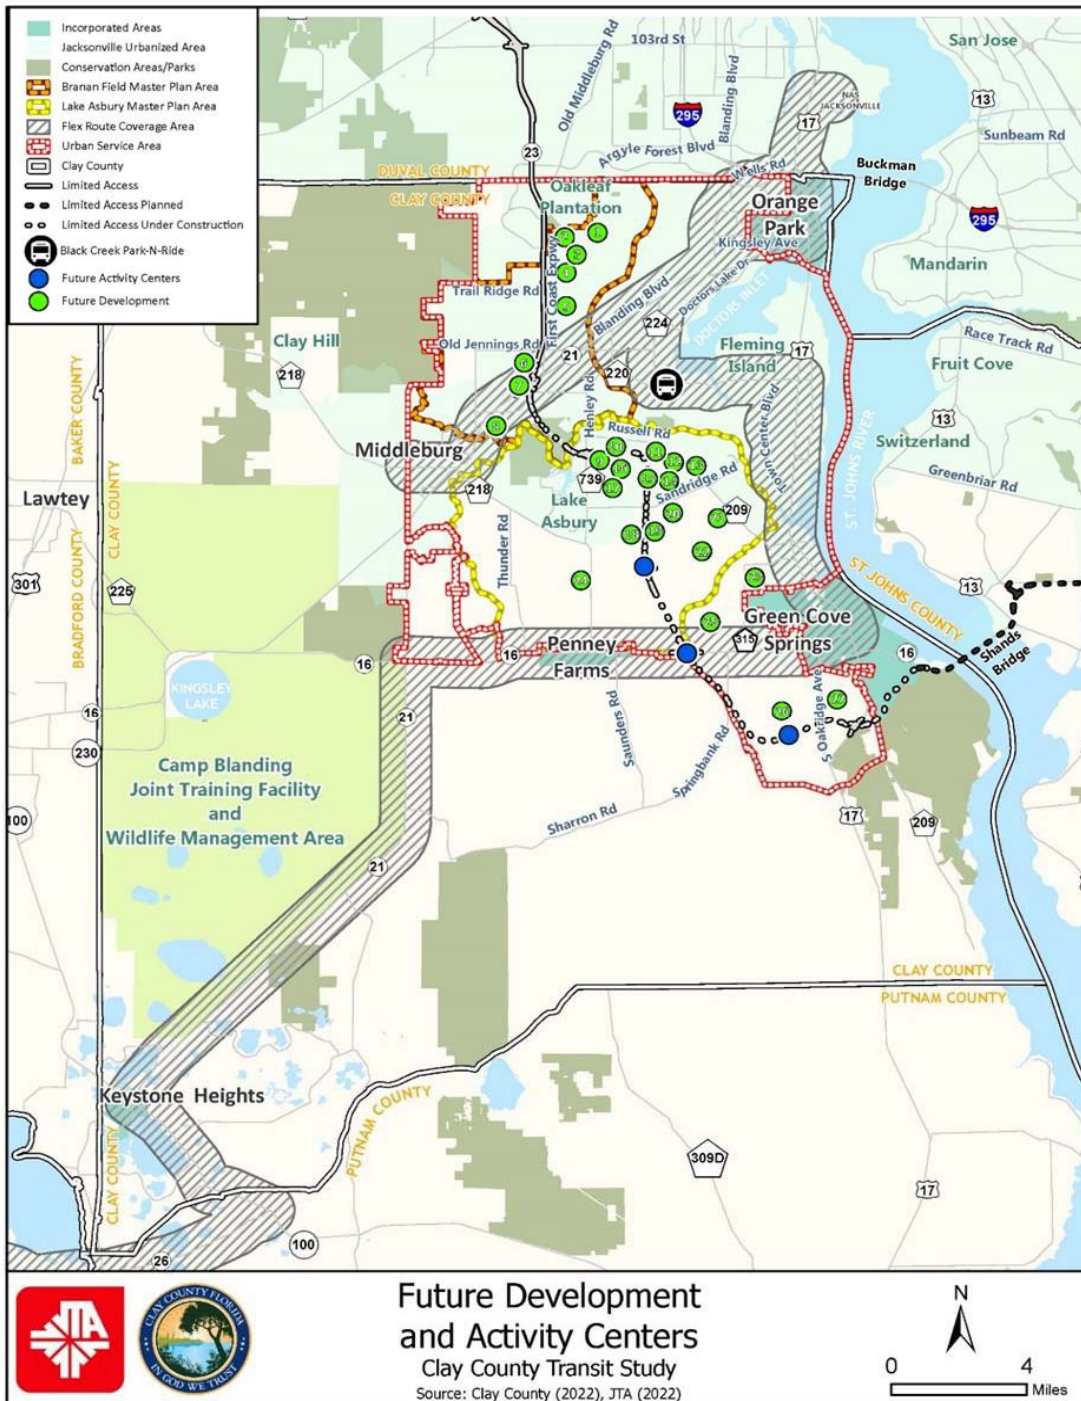 Incorporated Areas
Jacksonville Urbanized Area
Conservation Areas/Parks
Branan Field Master Plan Area
Lake Asbury Master Plan Area
Flex Route Coverage Area
Urban Service Area
Clay County
Limited Access
Limited Access Planned
Limited Access Under Construction
Black Creek Park-N-Ride
Future Activity Centers
Future Development
103rd St
Old Middleburg Rd
Blanding Blvd
San Jose
NAS
JACKSONVILLE
13
295
17
Sunbeam Rd
23
Argyle Forest Blvd
Wells Rd
Buckman
Bridge
DUVAL COUNTY
CLAY COUNTY
Oakleaf
Plantation
Orange
Park
295
Kingsley Ave
Mandarin
First Coast Expwy
Trail Ridge Rd
Blanding Blvd
Doctors Lake Dr
DOCTORS INLET
224
Clay Hill
218
Old Jennings Rd
21
220
Fleming
Island
17
Race Track Rd
Fruit Cove
BAKER COUNTY
Henley Rd
Town Center Blvd
13
Russell Rd
Switzerland
Middleburg
Greenbriar Rd
Lawtey
218
739
Lake
Asbury
Sandridge Rd
209
ST. JOHNS RIVER
CLAY COUNTY
BRADFORD COUNTY
Thunder Rd
301
225
ST JOHNS COUNTY
13
Green Cove
Springs
315
Penney
Farms
16
16
16
Shands
Bridge
KINGSLEY
LAKE
16
230
21
Saunders Rd
Springbank Rd
S Oakridge Ave
Camp Blanding
Joint Training Facility
and
Wildlife Management Area
Sharron Rd
17
209
100
21
CLAY COUNTY
PUTNAM COUNTY
Keystone Heights
PUTNAM COUNTY
CLAY COUNTY
309D
17
100
26
JTA
CLAY COUNTY FLORIDA
IN GOD WE TRUST
Future Development
and Activity Centers
Clay County Transit Study
Source: Clay County (2022), JTA (2022)
N
0 4
Miles